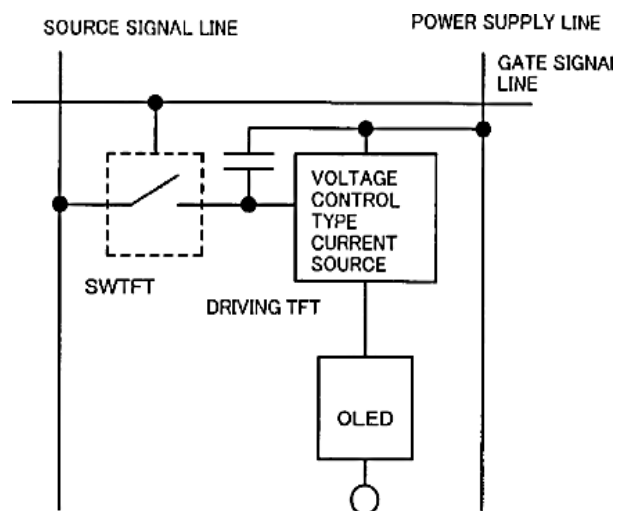 SOURCE SIGNAL LINE
POWER SUPPLY LINE
GATE SIGNAL
LINE
VOLTAGE
CONTROL
TYPE
CURRENT
SOURCE
SWTFT
DRIVING TFT
OLED